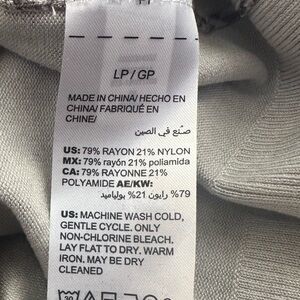 LP/GP
MADE IN CHINA/ HECHO EN
CHINA/ FABRIQUÉ EN
CHINE/
صنع في الصين
US: 79% RAYON 21% NYLON
MX: 79% rayón 21% poliamida
CA: 79% RAYONNE 21%
POLYAMIDE AE/KW:
79% رايون 21% بولياميد
US: MACHINE WASH COLD,
GENTLE CYCLE. ONLY
NON-CHLORINE BLEACH.
LAY FLAT TO DRY. WARM
IRON. MAY BE DRY
CLEANED
30